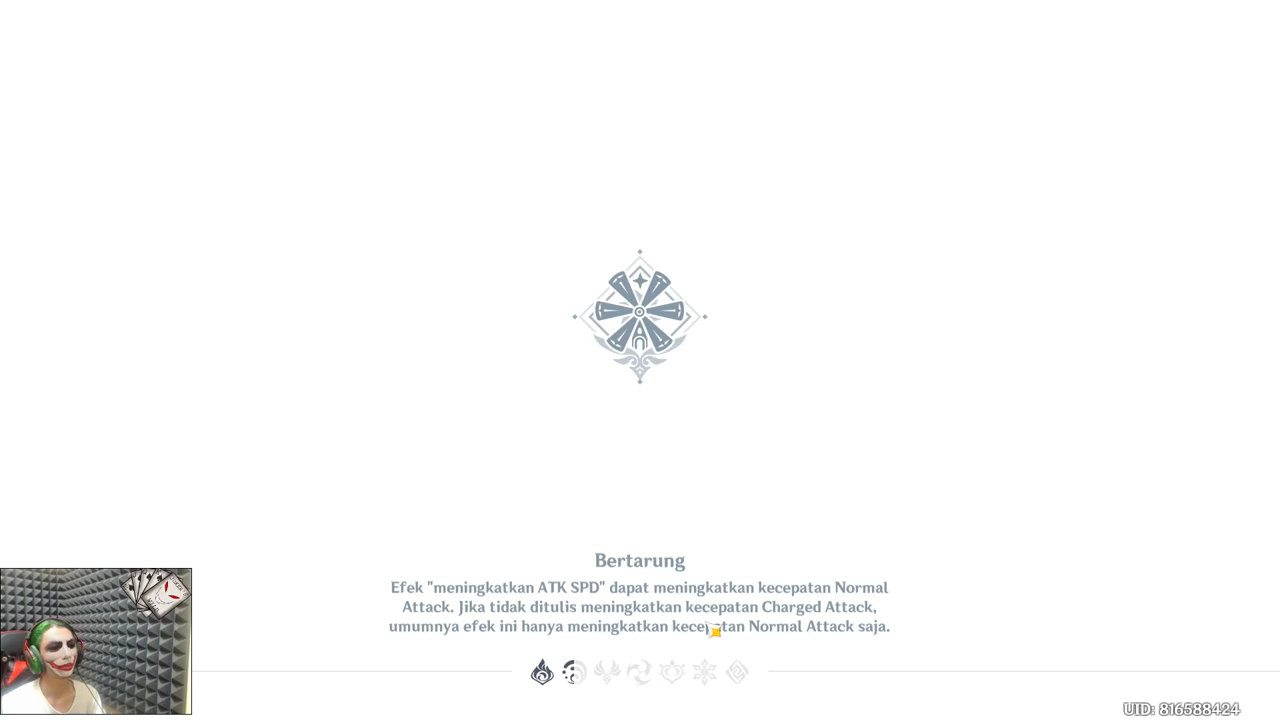 Bertarung
Efek "meningkatkan ATK SPD" dapat meningkatkan kecepatan Normal
Attack. Jika tidak ditulis meningkatkan kecepatan Charged Attack,
umumnya efek ini hanya meningkatkan kecepatan Normal Attack saja.
UID: 816588424